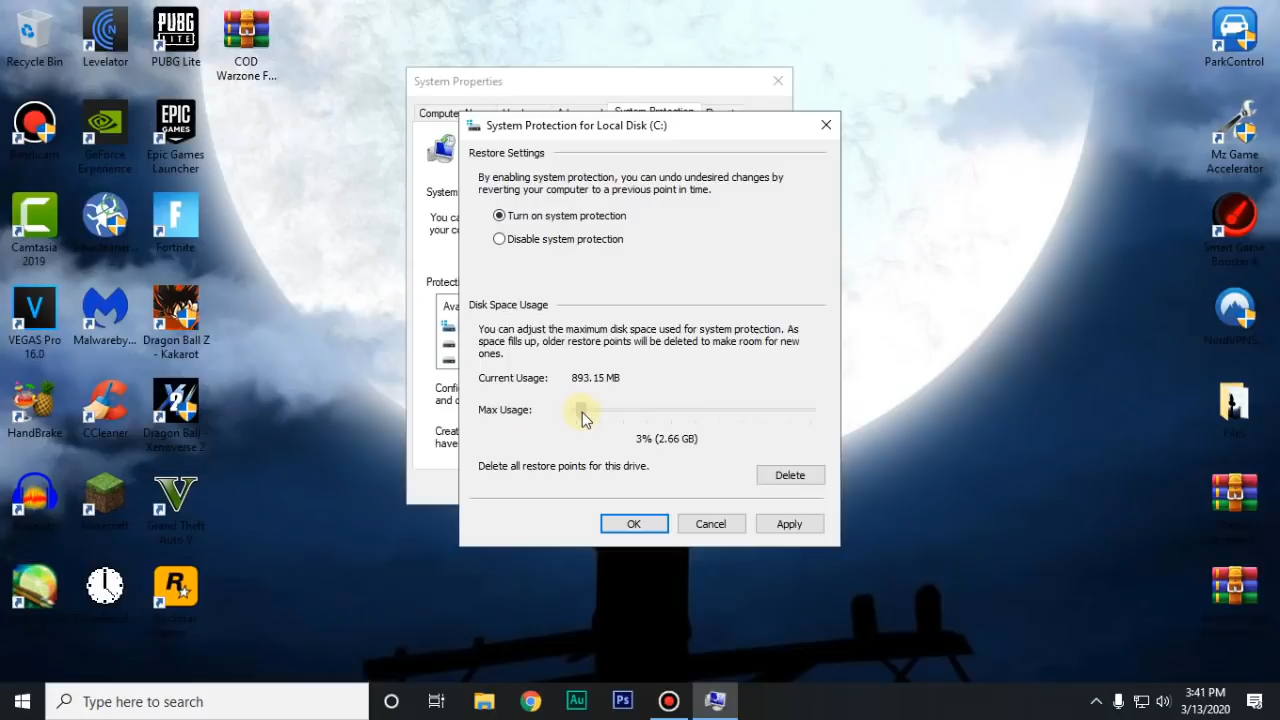 Recycle Bin
Levelator
PUBG
LITE
PUBG Lite
COD
Warzone F...
ParkControl
System Properties
System Protection for Local Disk (C:)
Restore Settings
By enabling system protection, you can undo undesired changes by
reverting your computer to a previous point in time.
Turn on system protection
Disable system protection
Disk Space Usage
You can adjust the maximum disk space used for system protection. As
space fills up, older restore points will be deleted to make room for new
ones.
Current Usage: 893.15 MB
Max Usage:
3% (2.66 GB)
Delete all restore points for this drive.
Delete
OK
Cancel
Apply
System Protection
Bandicam
GeForce
Experience
EPIC
GAMES
Epic Games
Launcher
Mz Game
Accelerator
Camtasia
2019
Fortnite
Smart Game
Booster 4
VEGAS Pro
16.0
Malwareby...
Dragon Ball Z
- Kakarot
NordVPN...
HandBrake
CCleaner
Dragon Ball
Xenoverse 2
Files
Minecraft
Grand Theft
Auto V
Type here to search
Au
Ps
3:41 PM
3/13/2020